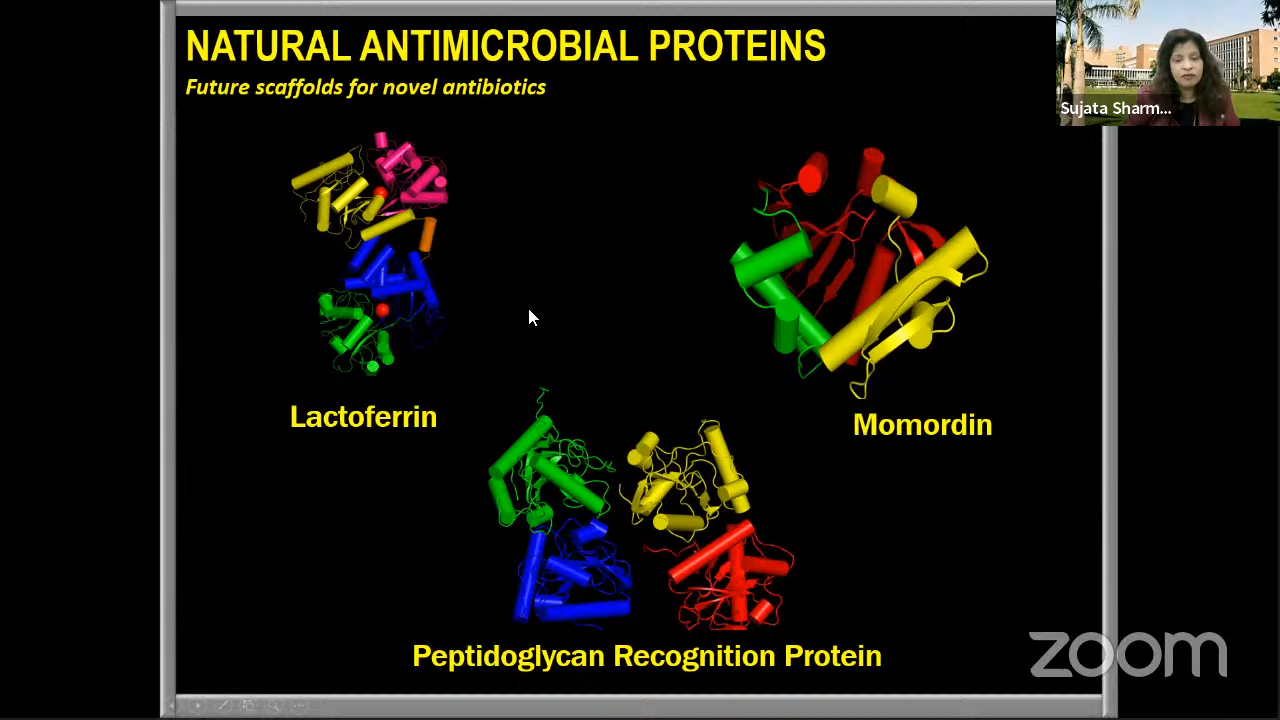 NATURAL ANTIMICROBIAL PROTEINS
Future scaffolds for novel antibiotics
Sujata Sharm...
Lactoferrin
Momordin
Peptidoglycan Recognition Protein
zoom